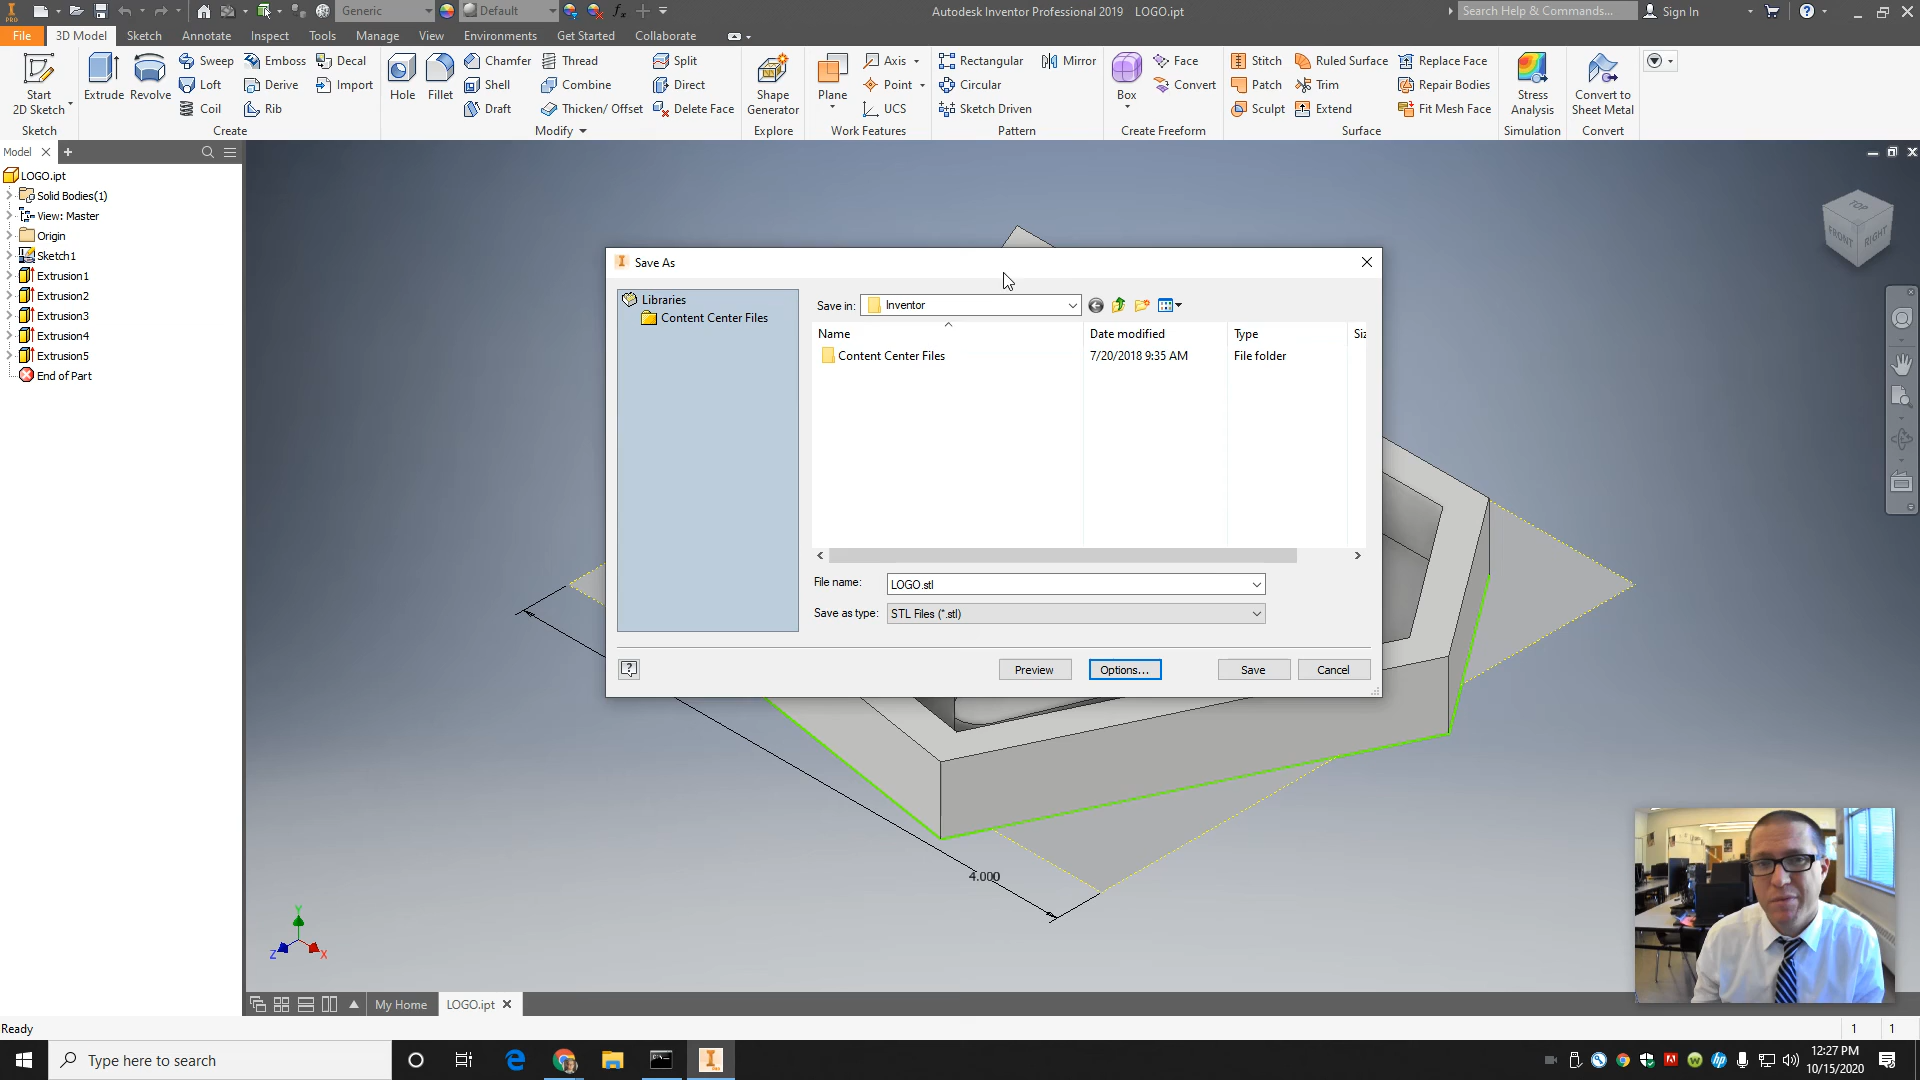 Generic
Default
Autodesk Inventor Professional 2019 LOGO.ipt
Search Help & Commands...
Sign In
File 3D Model Sketch Annotate Inspect Tools Manage View Environments Get Started Collaborate
Start
2D Sketch
Sketch
Extrude Revolve
Sweep
Loft
Coil
Emboss
Derive
Rib
Decal
Import
Create
Hole Fillet
Chamfer
Shell
Draft
Thread
Combine
Thicken/ Offset
Split
Direct
Delete Face
Modify
Shape
Generator
Explore
Plane
Axis
Point
UCS
Work Features
Rectangular
Circular
Sketch Driven
Mirror
Pattern
Box
Face
Convert
Create Freeform
Stitch
Patch
Sculpt
Ruled Surface
Trim
Extend
Replace Face
Repair Bodies
Fit Mesh Face
Surface
Stress
Analysis
Simulation
Convert to
Sheet Metal
Convert
Model
LOGO.ipt
Solid Bodies(1)
View: Master
Origin
Sketch1
Extrusion1
Extrusion2
Extrusion3
Extrusion4
Extrusion5
End of Part
TOP
FRONT
RIGHT
Save As
Libraries
Content Center Files
Save in: Inventor
Name Date modified Type Siz
Content Center Files 7/20/2018 9:35 AM File folder
File name: LOGO.stl
Save as type: STL Files (*.stl)
Preview Options... Save Cancel
4.000
Y
Z
X
My Home LOGO.ipt
Ready
1 1
Type here to search
12:27 PM
10/15/2020